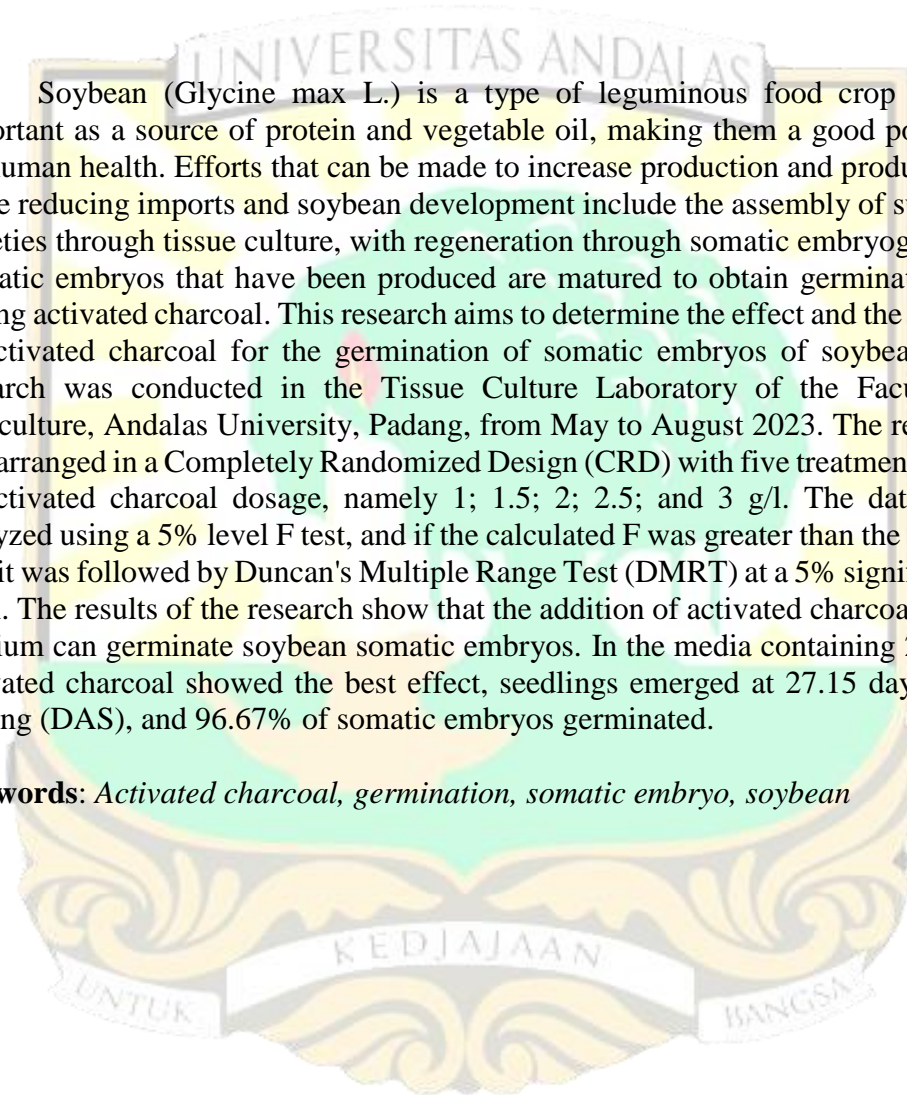 UNIVERSITAS ANDALAS
Soybean (Glycine max L.) is a type of leguminous food crop
ortant as a source of protein and vegetable oil, making them a good po
uman health. Efforts that can be made to increase production and produ
e reducing imports and soybean development include the assembly of s
eties through tissue culture, with regeneration through somatic embryog
atic embryos that have been produced are matured to obtain germinat
ng activated charcoal. This research aims to determine the effect and the
ctivated charcoal for the germination of somatic embryos of soybea
arch was conducted in the Tissue Culture Laboratory of the Facu
culture, Andalas University, Padang, from May to August 2023. The re
arranged in a Completely Randomized Design (CRD) with five treatment
ctivated charcoal dosage, namely 1; 1.5; 2; 2.5; and 3 g/l. The dat
yzed using a 5% level F test, and if the calculated F was greater than the
it was followed by Duncan's Multiple Range Test (DMRT) at a 5% signif
. The results of the research show that the addition of activated charcoa
ium can germinate soybean somatic embryos. In the media containing
vated charcoal showed the best effect, seedlings emerged at 27.15 day
ng (DAS), and 96.67% of somatic embryos germinated.
words: Activated charcoal, germination, somatic embryo, soybean
KEDJAJAAN
UNTUK
BANGSA